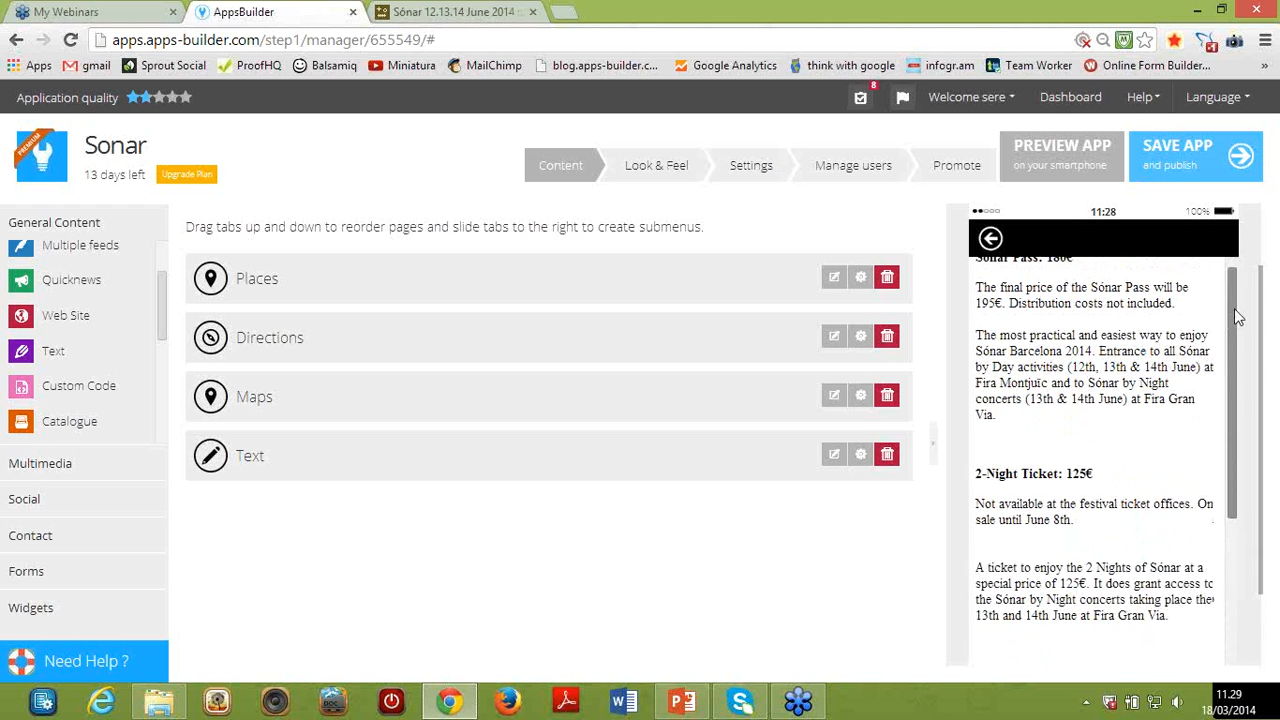 My Webinars
AppsBuilder
Sónar 12.13.14 June 2014
apps.apps-builder.com/step1/manager/655549/#
Apps
gmail
Sprout Social
ProofHQ
Balsamiq
Miniatura
MailChimp
blog.apps-builder.c...
Google Analytics
think with google
infogr.am
Team Worker
Online Form Builder...
»
Application quality
8
Welcome sere
Dashboard
Help
Language
PREMIUM
Sonar
13 days left
Upgrade Plan
Content
Look & Feel
Settings
Manage users
Promote
PREVIEW APP
on your smartphone
SAVE APP
and publish
General Content
Multiple feeds
Quicknews
Web Site
Text
Custom Code
Catalogue
Multimedia
Social
Contact
Forms
Widgets
Need Help ?
Drag tabs up and down to reorder pages and slide tabs to the right to create submenus.
Places
Directions
Maps
Text
11:28
100%
Sónar Pass: 180€
The final price of the Sónar Pass will be
195€. Distribution costs not included.
The most practical and easiest way to enjoy
Sónar Barcelona 2014. Entrance to all Sónar
by Day activities (12th, 13th & 14th June) at
Fira Montjuïc and to Sónar by Night
concerts (13th & 14th June) at Fira Gran
Via.
2-Night Ticket: 125€
Not available at the festival ticket offices. On
sale until June 8th.
A ticket to enjoy the 2 Nights of Sónar at a
special price of 125€. It does grant access to
the Sónar by Night concerts taking place the
13th and 14th June at Fira Gran Via.
DOC
11.29
18/03/2014